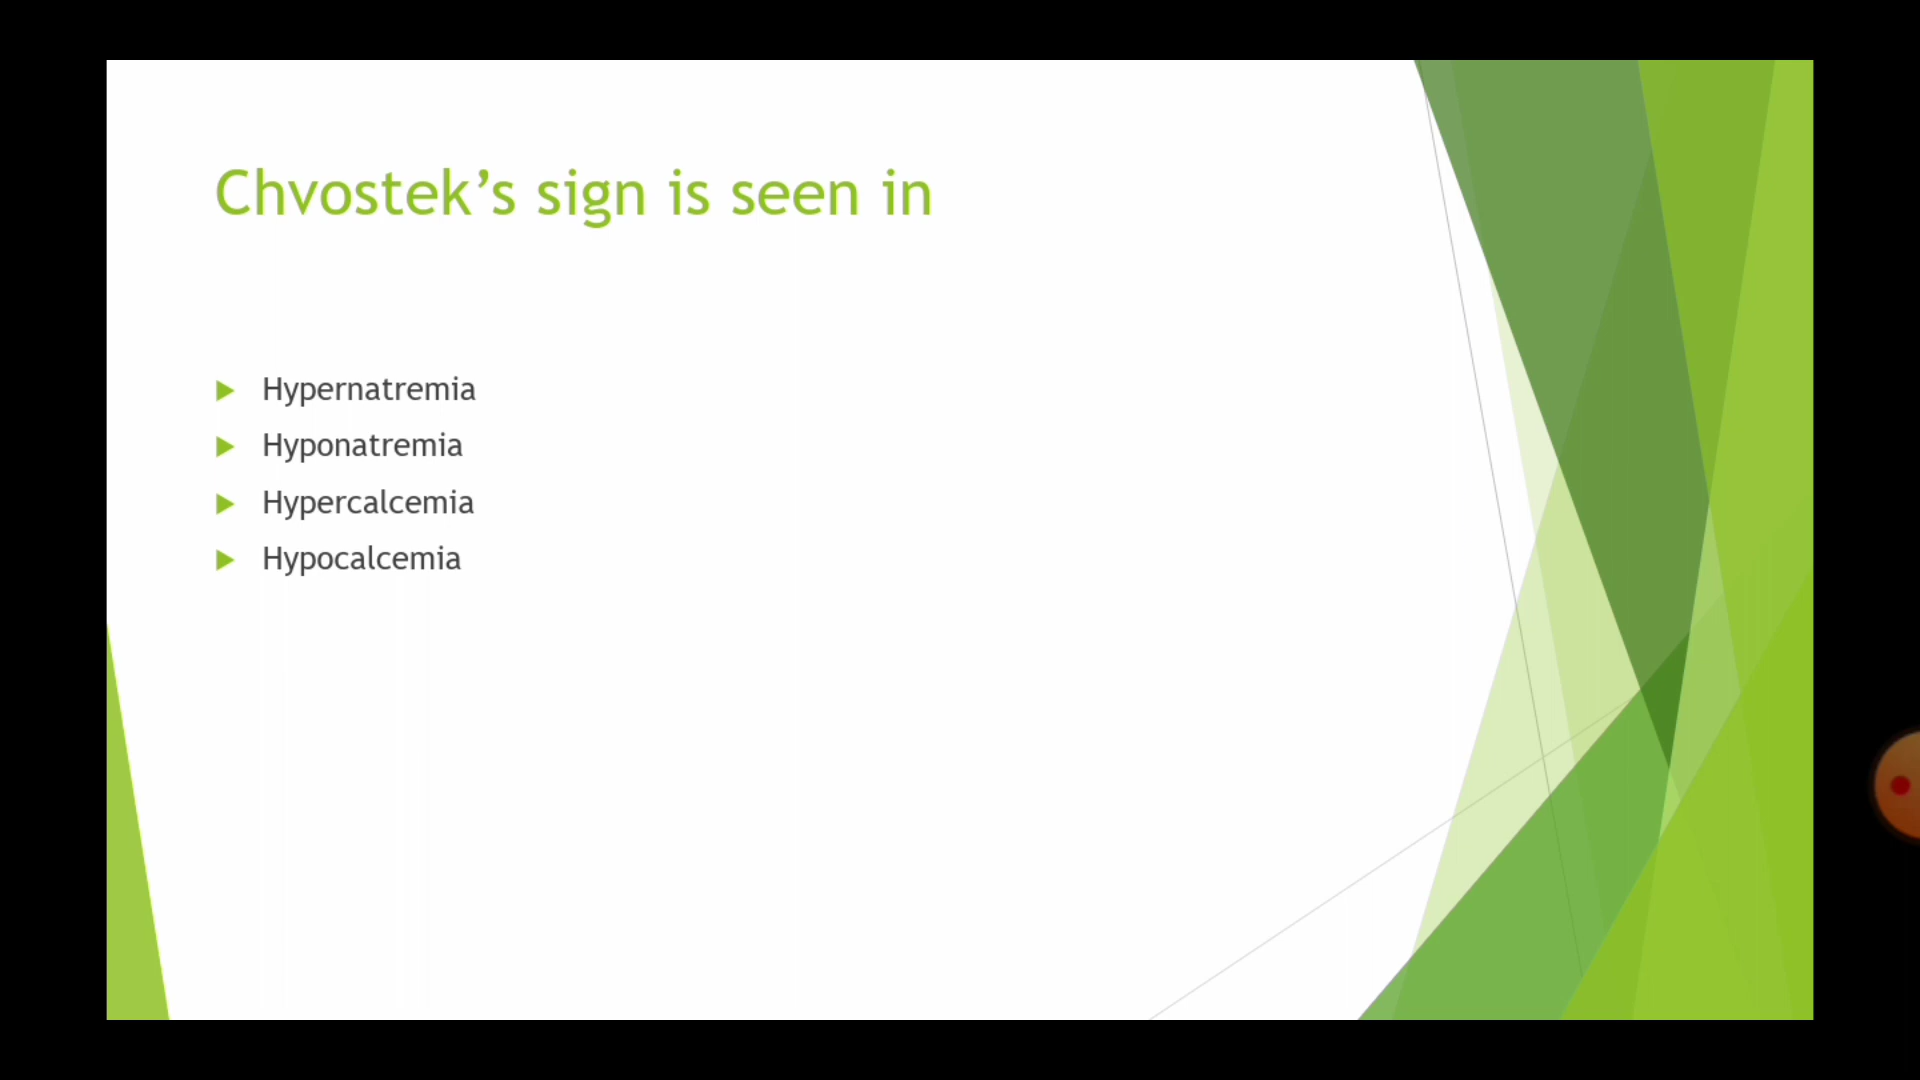 Chvostek’s sign is seen in
Hypernatremia
Hyponatremia
Hypercalcemia
Hypocalcemia